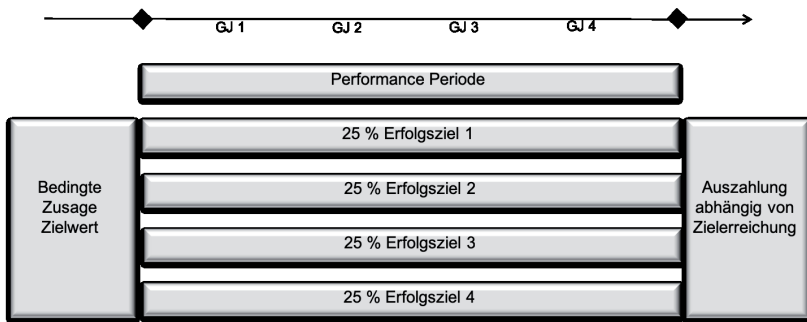 GJ 1 GJ 2 GJ 3 GJ 4
Performance Periode
25 % Erfolgsziel 1
Bedingte
Zusage
Zielwert
25 % Erfolgsziel 2
25 % Erfolgsziel 3
25 % Erfolgsziel 4
Auszahlung
abhängig von
Zielerreichung